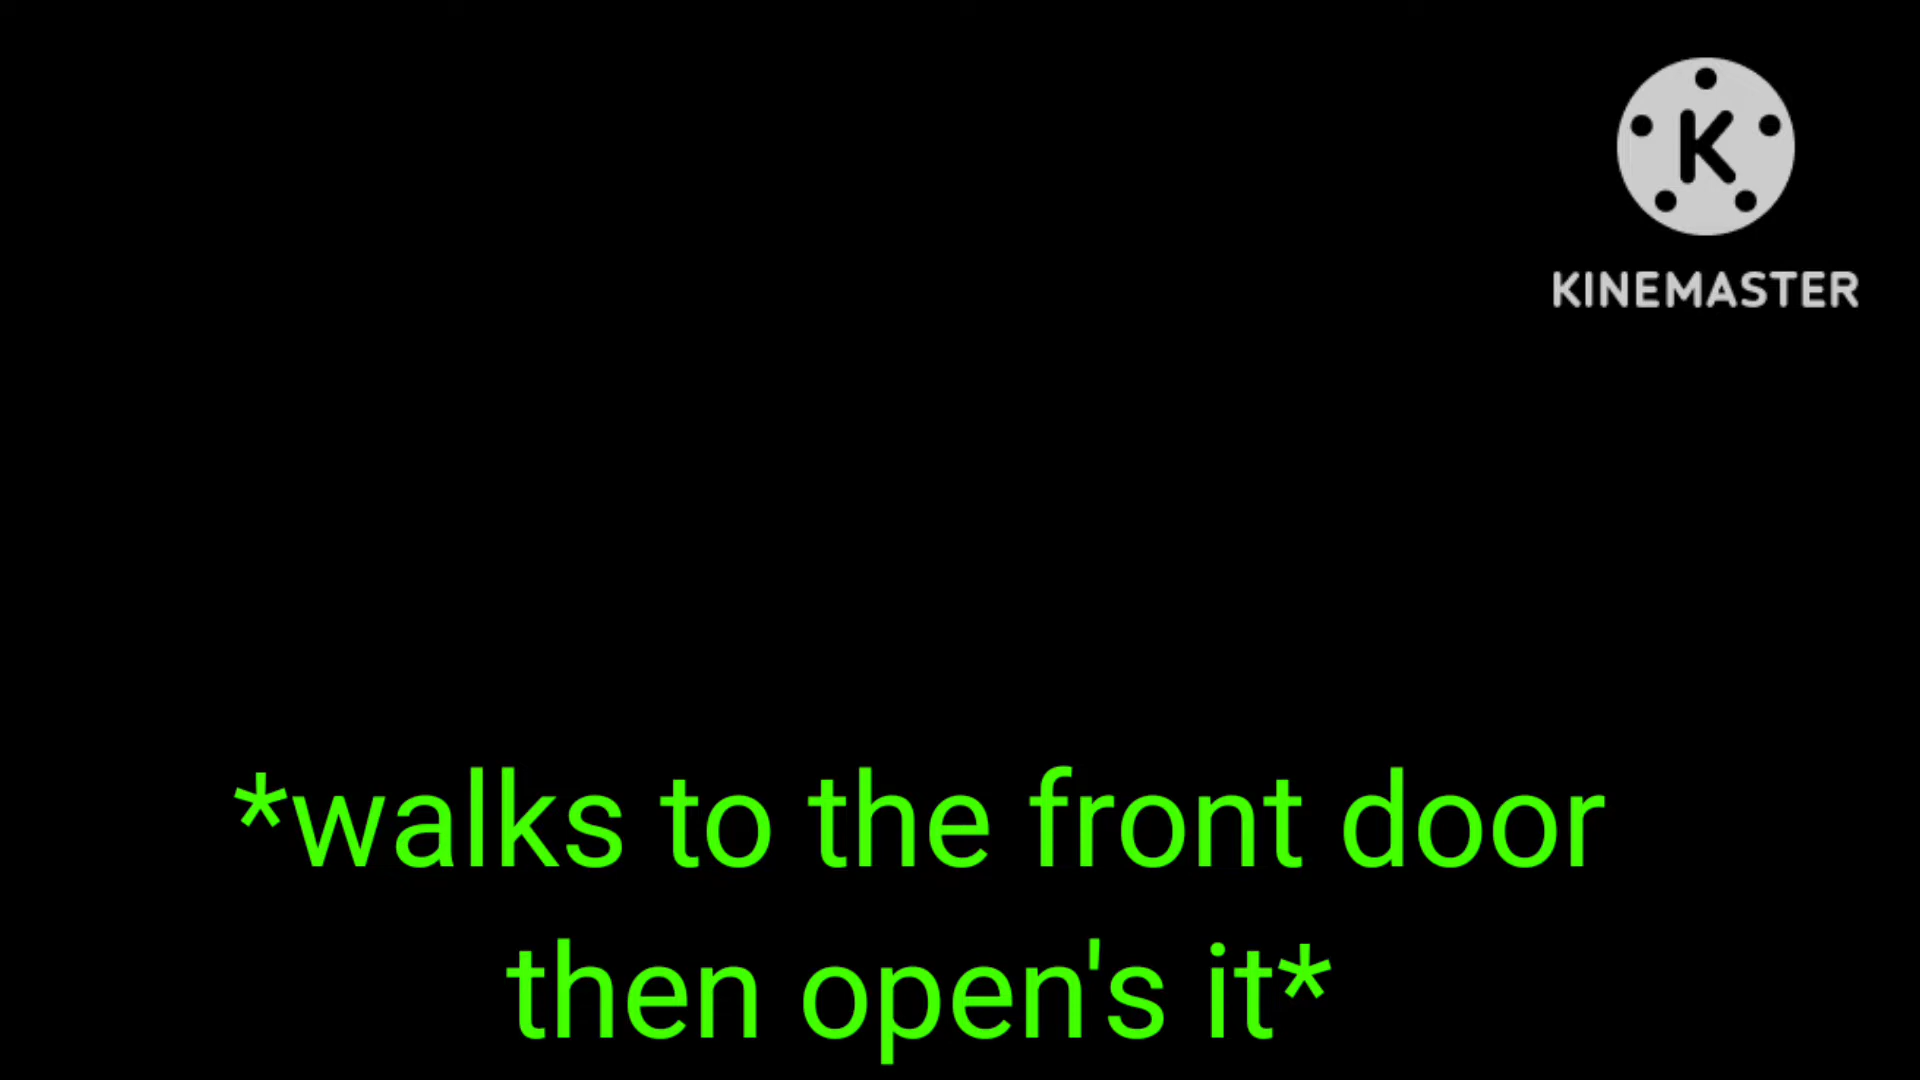 K
KINEMASTER
*walks to the front door
then open's it*